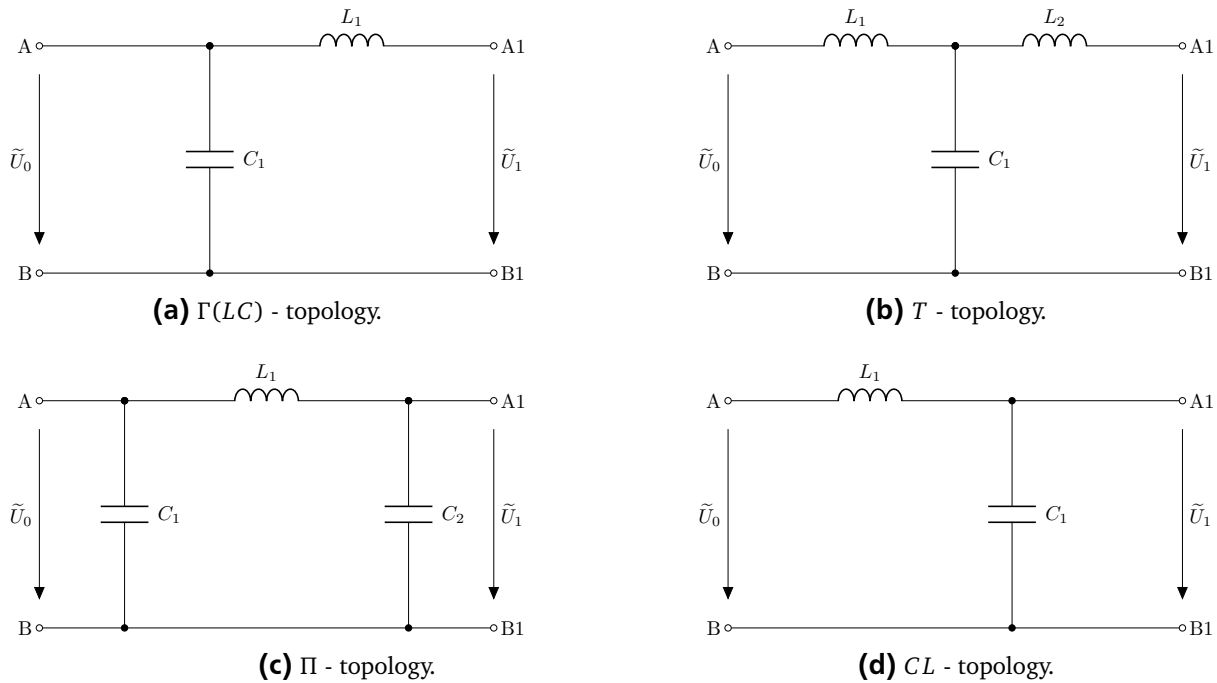 L₁
A
A1
Ũ₀
C₁
Ũ₁
B
B1
(a) Γ(LC) - topology.
L₁
L₂
A
A1
Ũ₀
C₁
Ũ₁
B
B1
(b) T - topology.
L₁
A
A1
Ũ₀
C₁
C₂
Ũ₁
B
B1
(c) Π - topology.
L₁
A
A1
Ũ₀
C₁
Ũ₁
B
B1
(d) CL - topology.